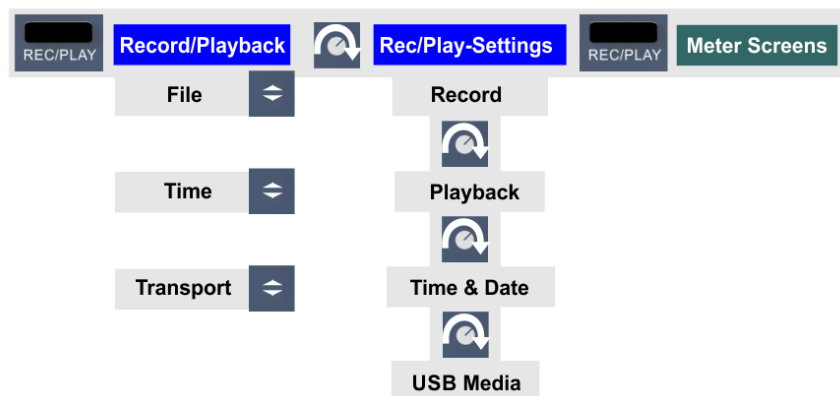 REC/PLAY Record/Playback Rec/Play-Settings REC/PLAY Meter Screens
File Record
Time Playback
Transport Time & Date
USB Media